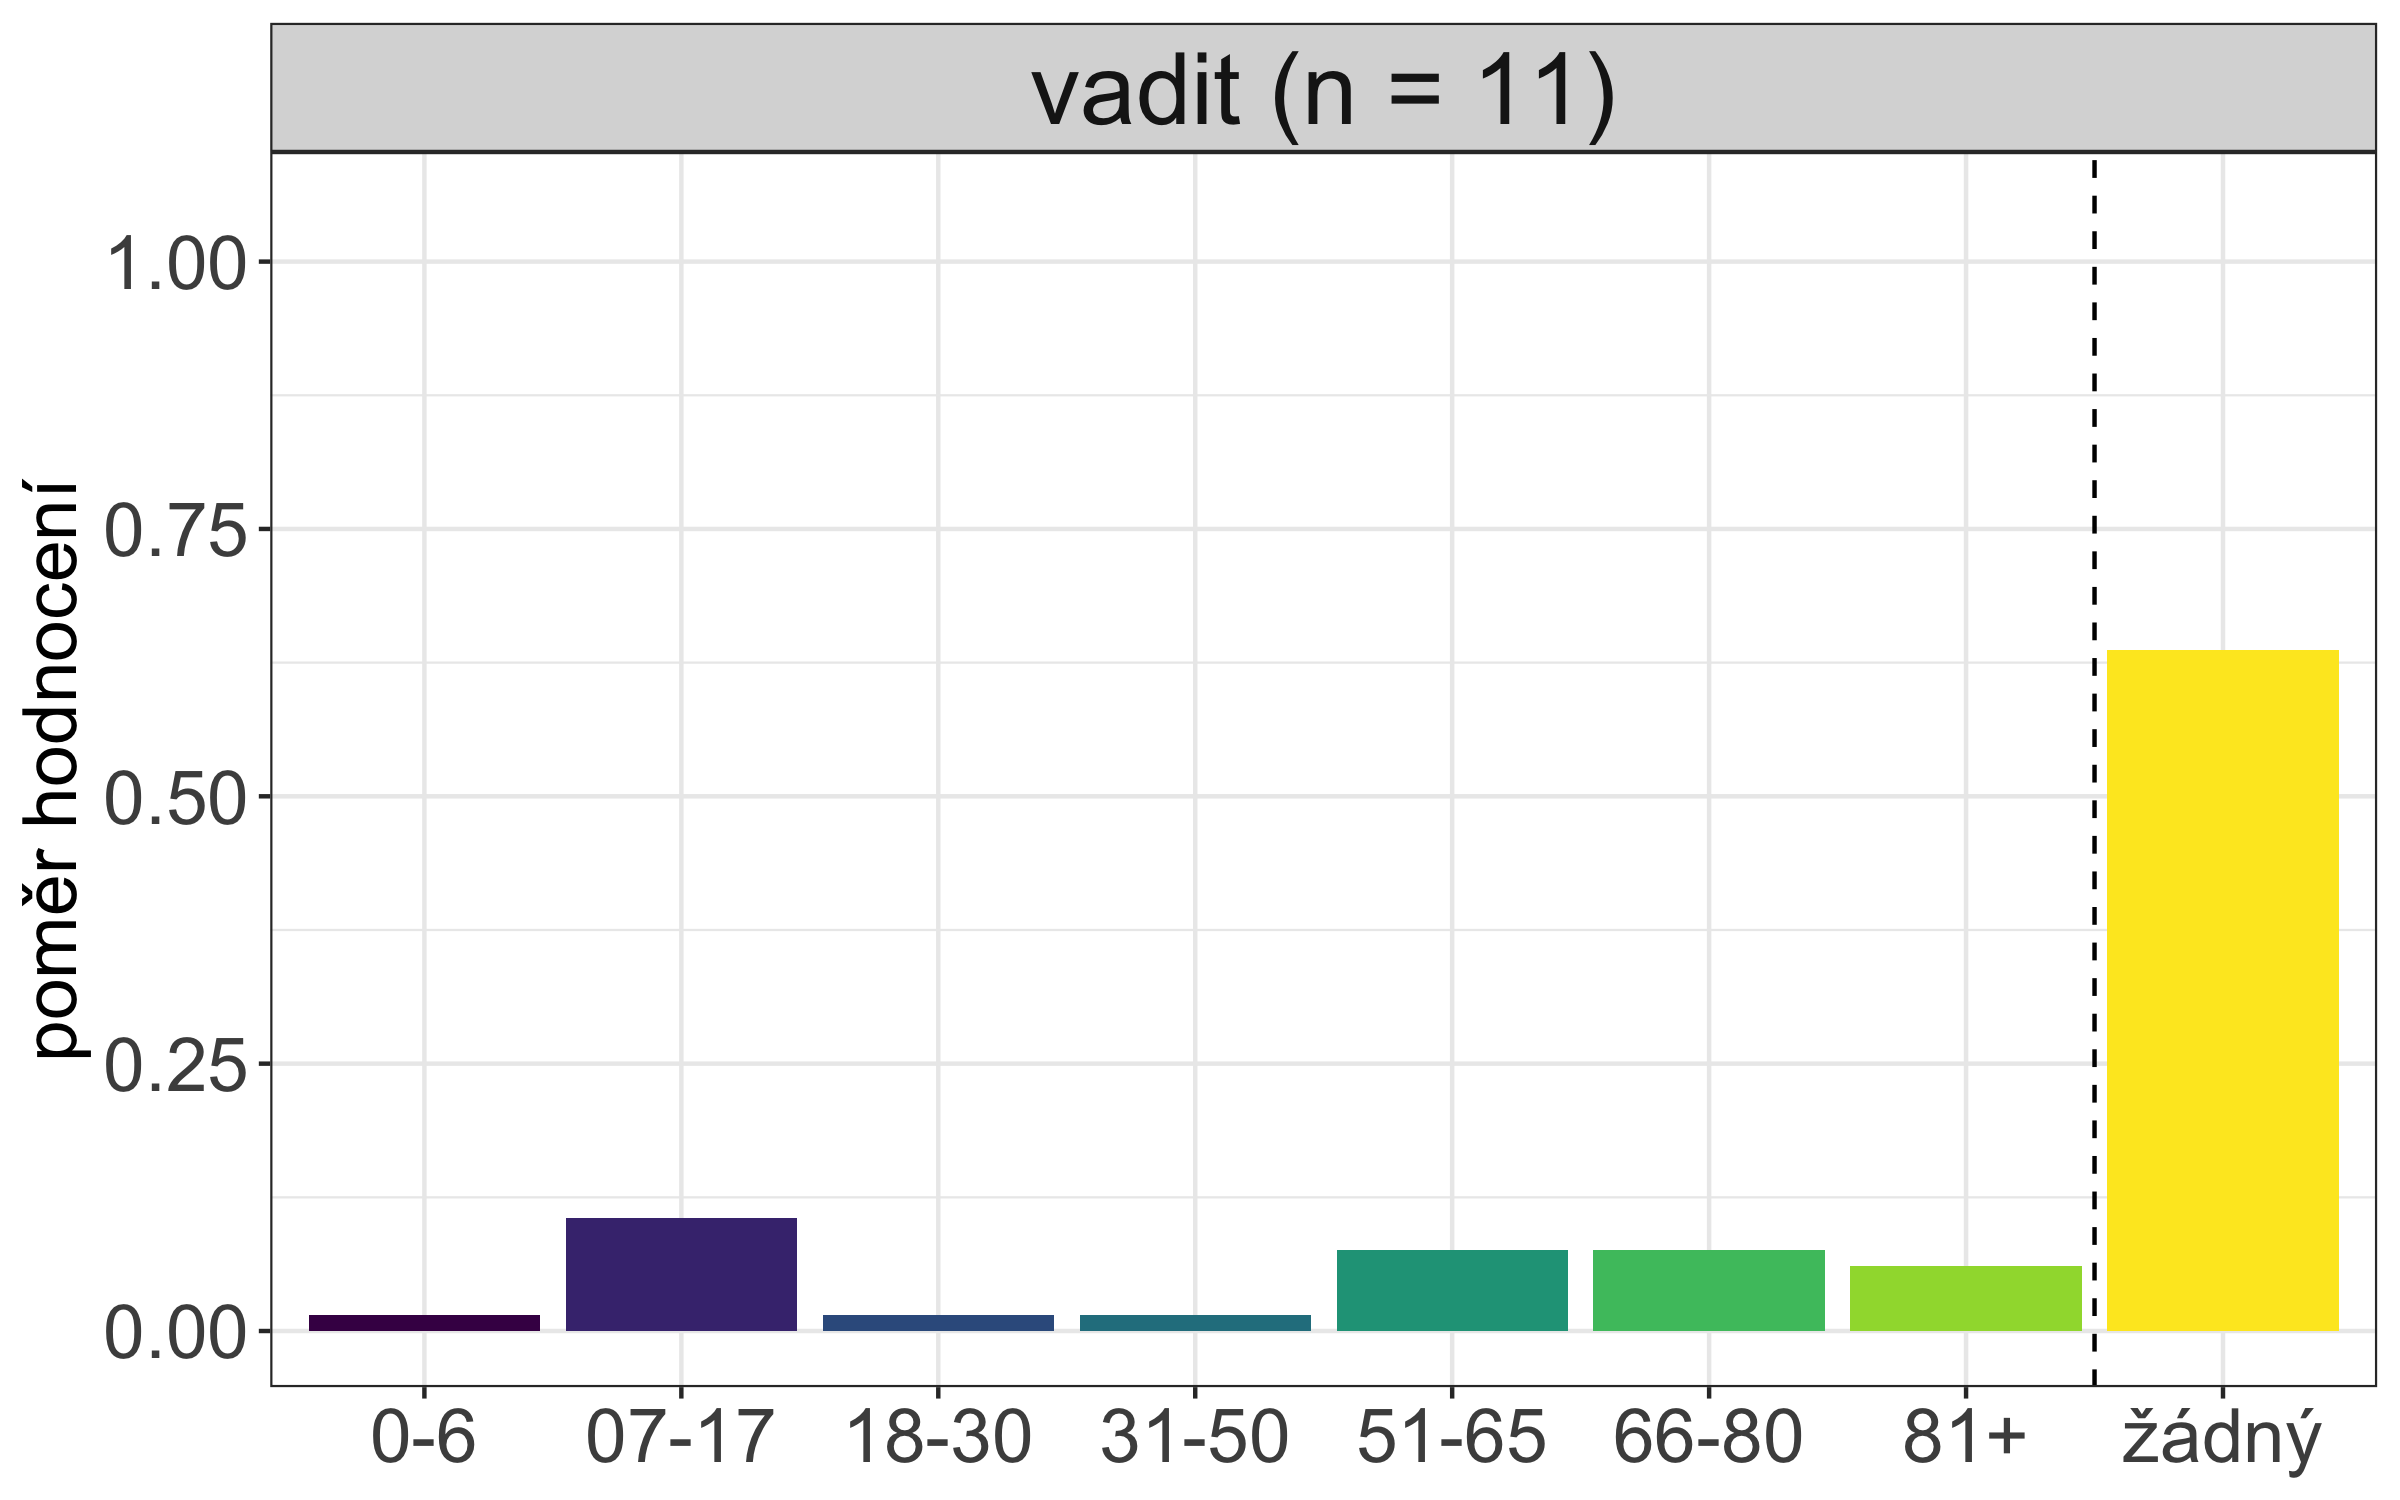 vadit (n = 11)
poměr hodnocení
1.00
0.75
0.50
0.25
0.00
0-6 07-17 18-30 31-50 51-65 66-80 81+ žádný